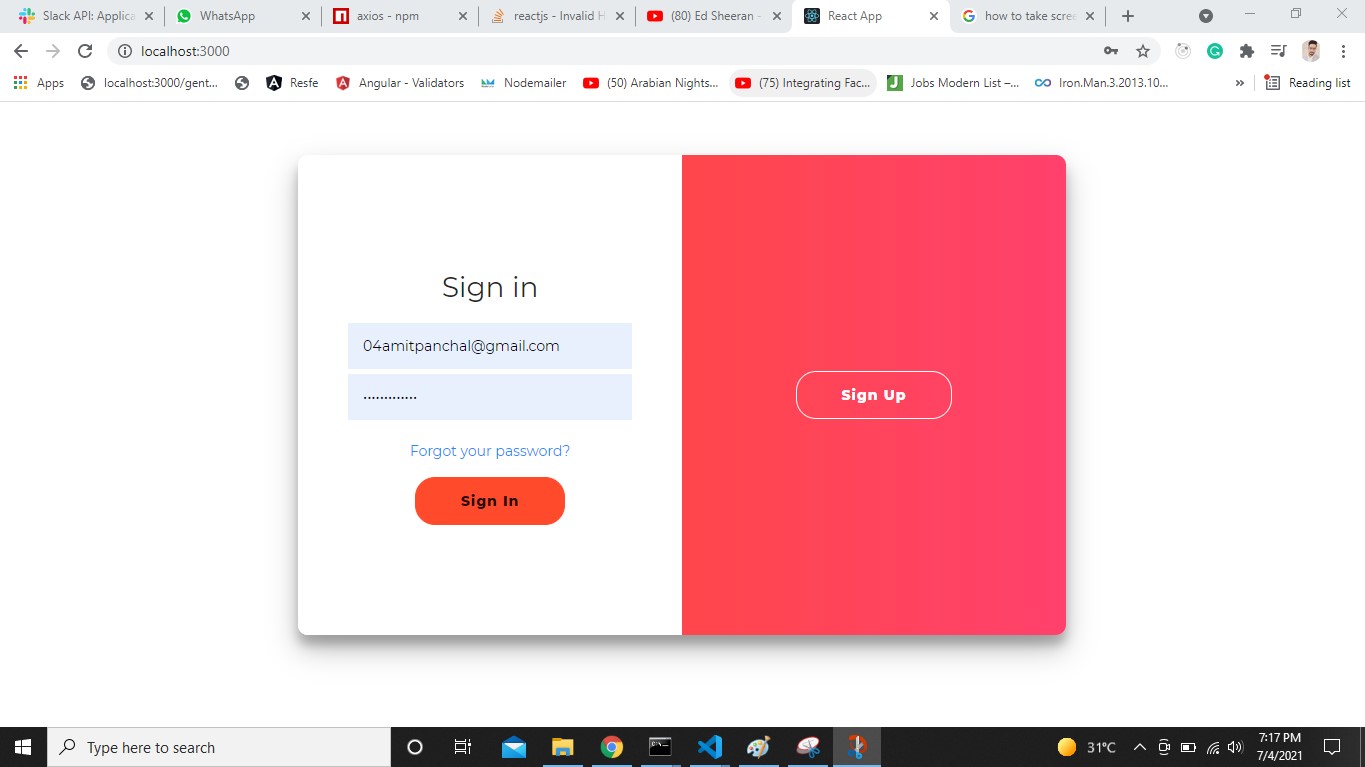 Slack API: Applica
WhatsApp
axios - npm
reactjs - Invalid H
(80) Ed Sheeran -
React App
how to take scree
localhost:3000
Apps
localhost:3000/gent...
Resfe
Angular - Validators
Nodemailer
(50) Arabian Nights...
(75) Integrating Fac...
Jobs Modern List –...
Iron.Man.3.2013.10...
»
Reading list
Sign in
04amitpanchal@gmail.com
.............
Forgot your password?
Sign In
Sign Up
Type here to search
31°C
7:17 PM
7/4/2021